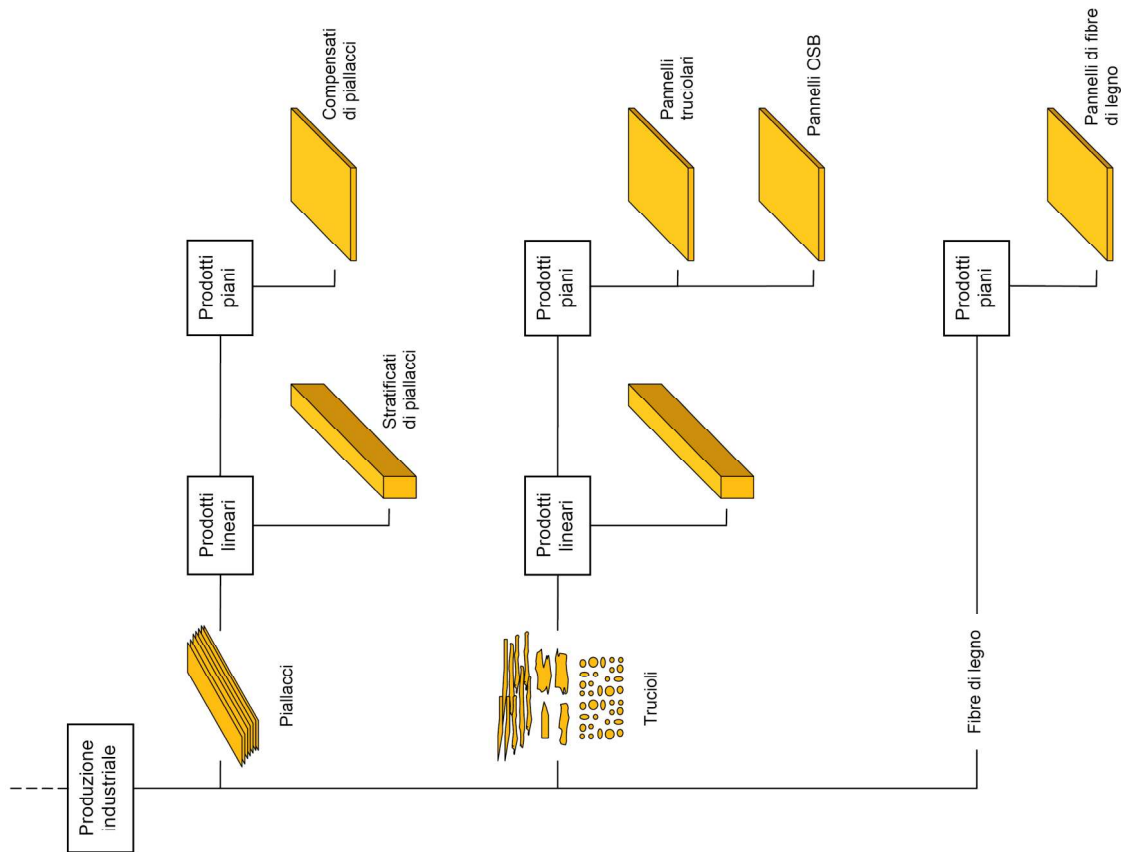 Produzione
industriale
Piallacci
Prodotti
lineari
Stratificati
di piallacci
Prodotti
piani
Compensati
di piallacci
Trucioli
Prodotti
lineari
Prodotti
piani
Pannelli
trucolari
Pannelli OSB
Fibre di legno
Prodotti
piani
Pannelli di fibre
di legno